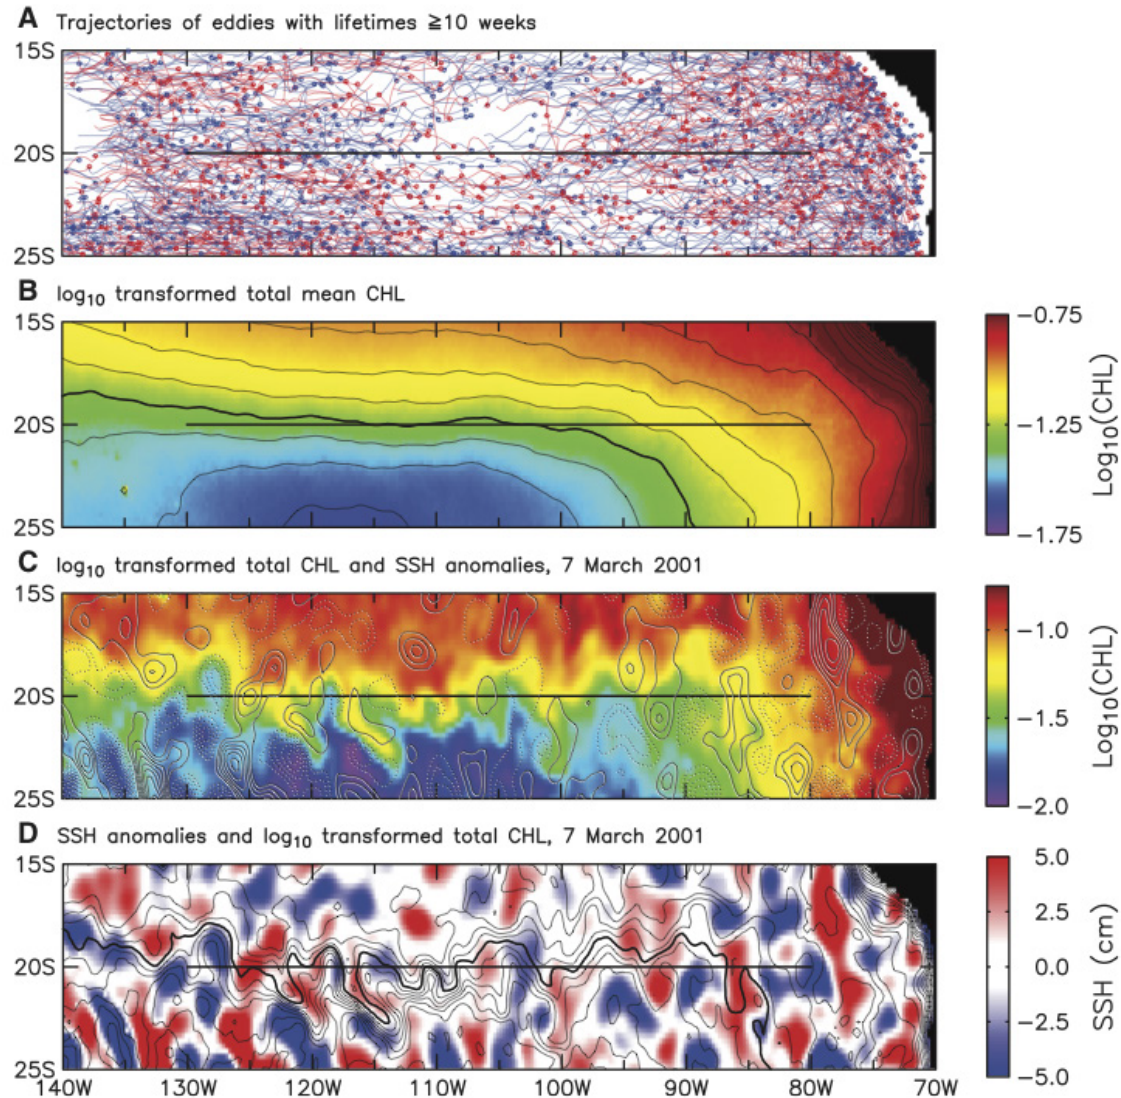 A Trajectories of eddies with lifetimes ≧10 weeks
15S
20S
25S
B log₁₀ transformed total mean CHL
15S
20S
25S
−0.75
−1.25
−1.75
Log₁₀(CHL)
C log₁₀ transformed total CHL and SSH anomalies, 7 March 2001
15S
20S
25S
−1.0
−1.5
−2.0
Log₁₀(CHL)
D SSH anomalies and log₁₀ transformed total CHL, 7 March 2001
15S
20S
25S
140W 130W 120W 110W 100W 90W 80W 70W
5.0
2.5
0.0
−2.5
−5.0
SSH (cm)